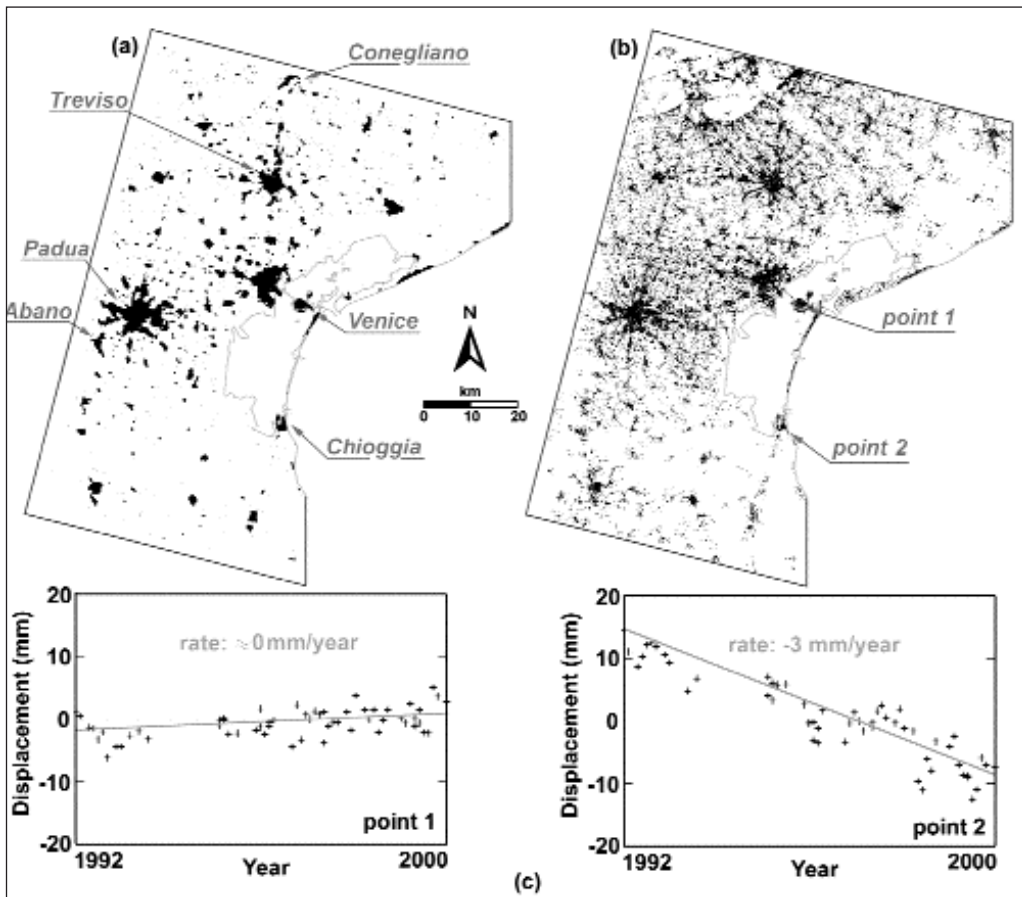 (a)
Conegliano
Treviso
Padua
Abano
Venice
Chioggia
N
km
0 10 20
(b)
point 1
point 2
20
10
0
-10
-20
Displacement (mm)
rate: ~0 mm/year
point 1
1992
2000
Year
20
10
0
-10
-20
Displacement (mm)
rate: -3 mm/year
point 2
1992
2000
Year
(c)